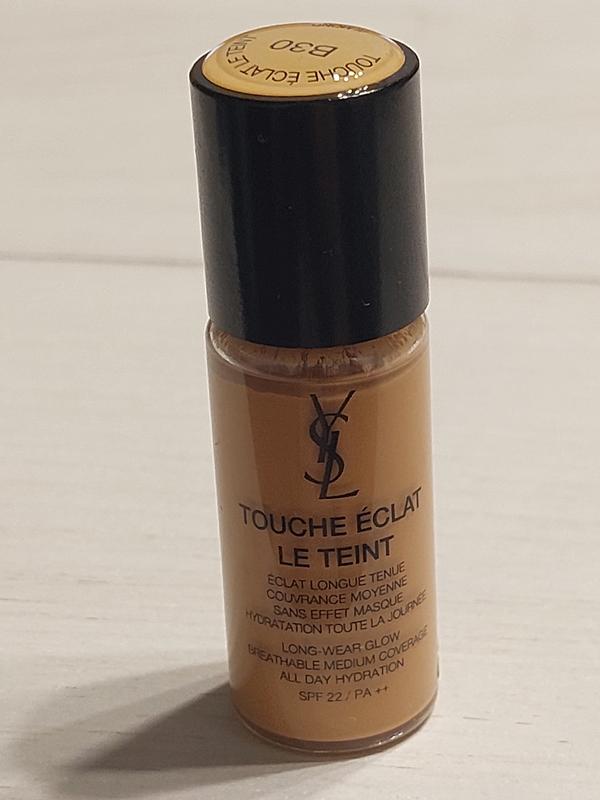 TOUCHE ÉCLAT LE TEINT
B30
YSL
TOUCHE ÉCLAT
LE TEINT
ÉCLAT LONGUE TENUE
COUVRANCE MOYENNE
SANS EFFET MASQUE
HYDRATATION TOUTE LA JOURNÉE
LONG-WEAR GLOW
BREATHABLE MEDIUM COVERAGE
ALL DAY HYDRATION
SPF 22 / PA ++